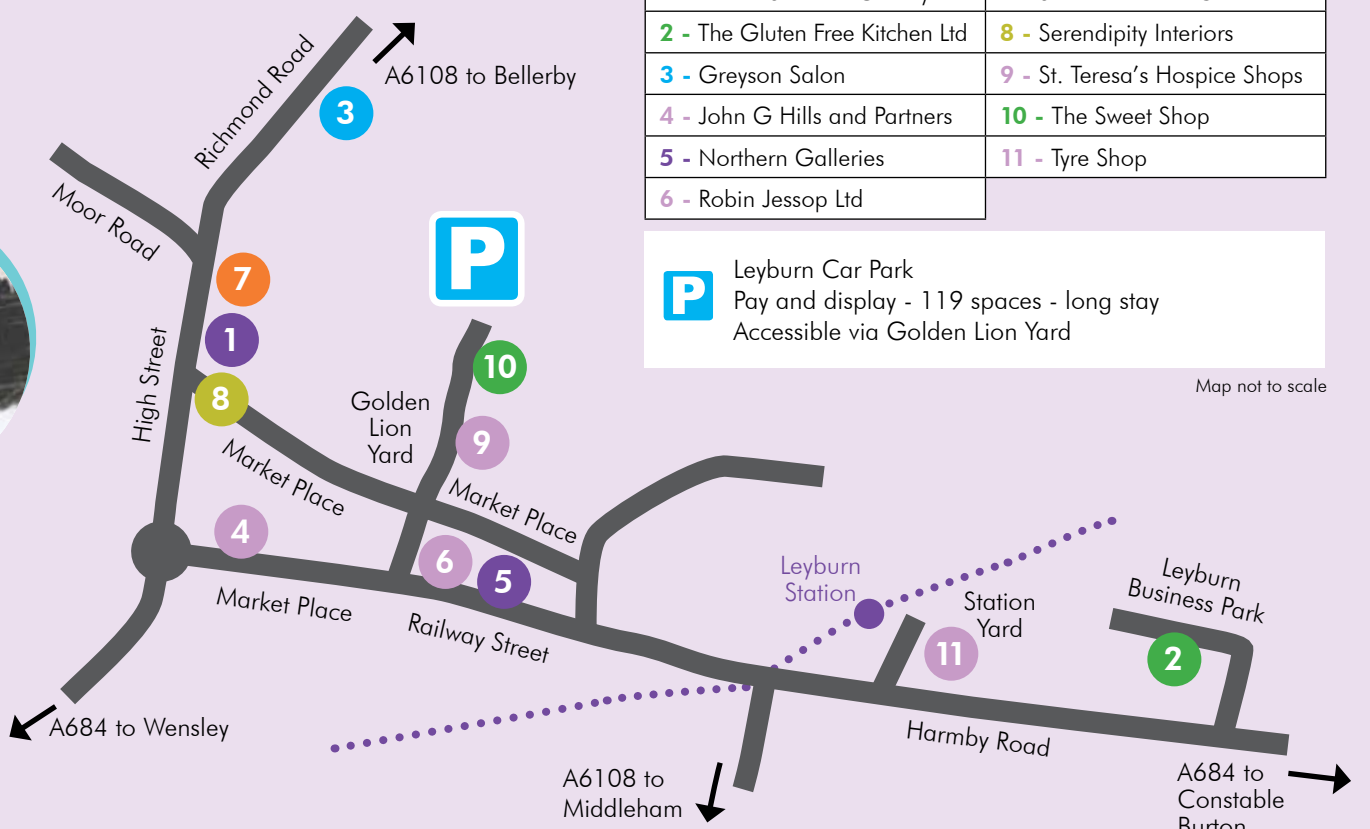 2 - The Gluten Free Kitchen Ltd
8 - Serendipity Interiors
3 - Greyson Salon
9 - St. Teresa's Hospice Shops
4 - John G Hills and Partners
10 - The Sweet Shop
5 - Northern Galleries
11 - Tyre Shop
6 - Robin Jessop Ltd
P
Leyburn Car Park
Pay and display - 119 spaces - long stay
Accessible via Golden Lion Yard
Map not to scale
Richmond Road
A6108 to Bellerby
3
Moor Road
P
7
1
High Street
8
10
Golden
Lion
Yard
9
Market Place
Market Place
4
6
5
Market Place
Railway Street
Leyburn
Station
Station
Yard
11
Leyburn
Business Park
2
A684 to Wensley
Harmby Road
A6108 to
Middleham
A684 to
Constable
Burton